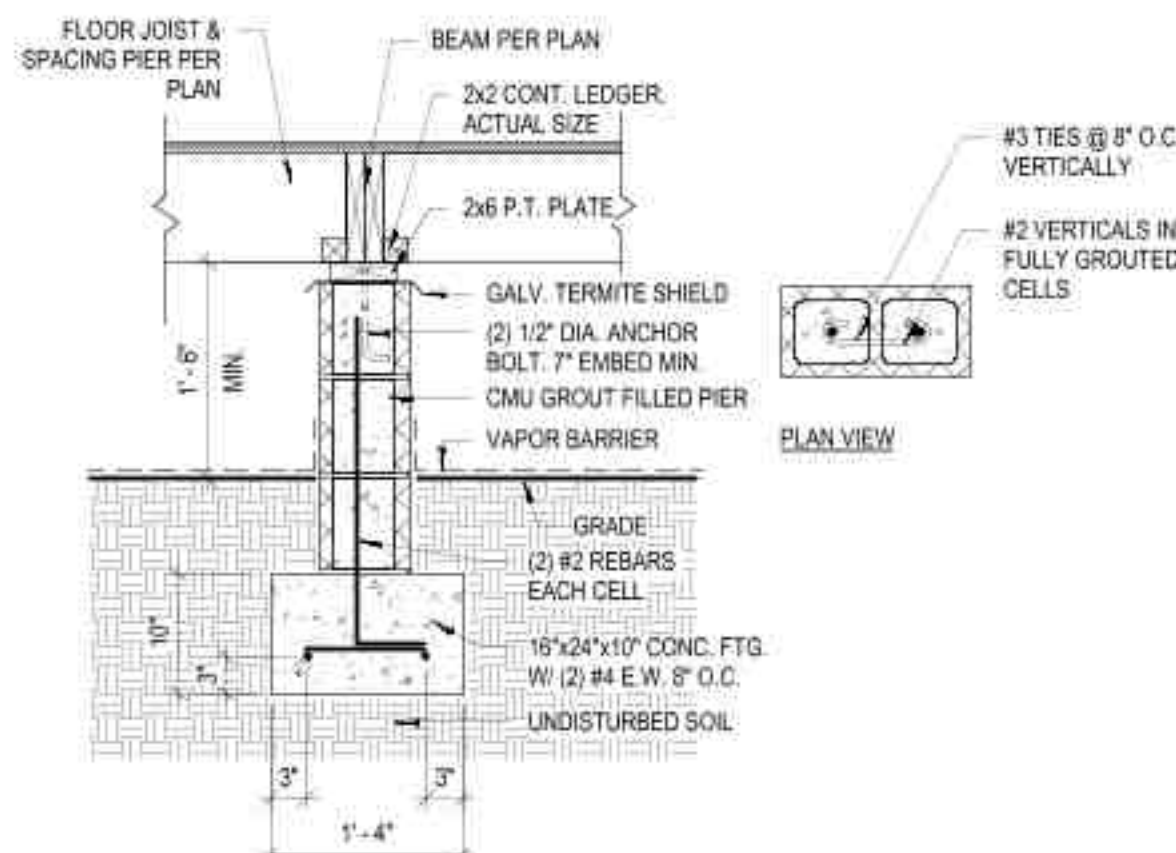 FLOOR JOIST &
SPACING PIER PER
PLAN
BEAM PER PLAN
2x2 CONT. LEDGER,
ACTUAL SIZE
2x6 P.T. PLATE
GALV. TERMITE SHIELD
(2) 1/2" DIA. ANCHOR
BOLT. 7" EMBED MIN.
CMU GROUT FILLED PIER
VAPOR BARRIER
GRADE
(2) #2 REBARS
EACH CELL
16"x24"x10" CONC. FTG.
W/ (2) #4 E.W. 8" O.C.
UNDISTURBED SOIL
1' - 6"
MIN.
10"
3"
3"
3"
1' - 4"
#3 TIES @ 8" O.C
VERTICALLY
#2 VERTICALS IN
FULLY GROUTED
CELLS
PLAN VIEW